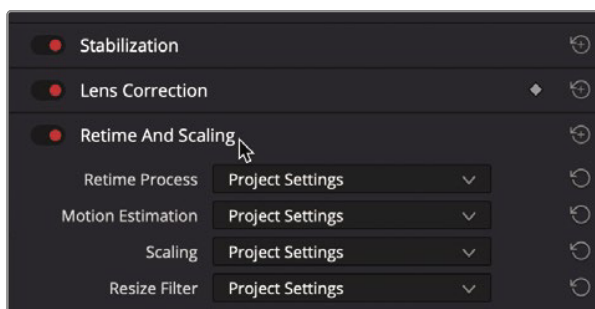 Stabilization
Lens Correction
Retime And Scaling
Retime Process Project Settings
Motion Estimation Project Settings
Scaling Project Settings
Resize Filter Project Settings